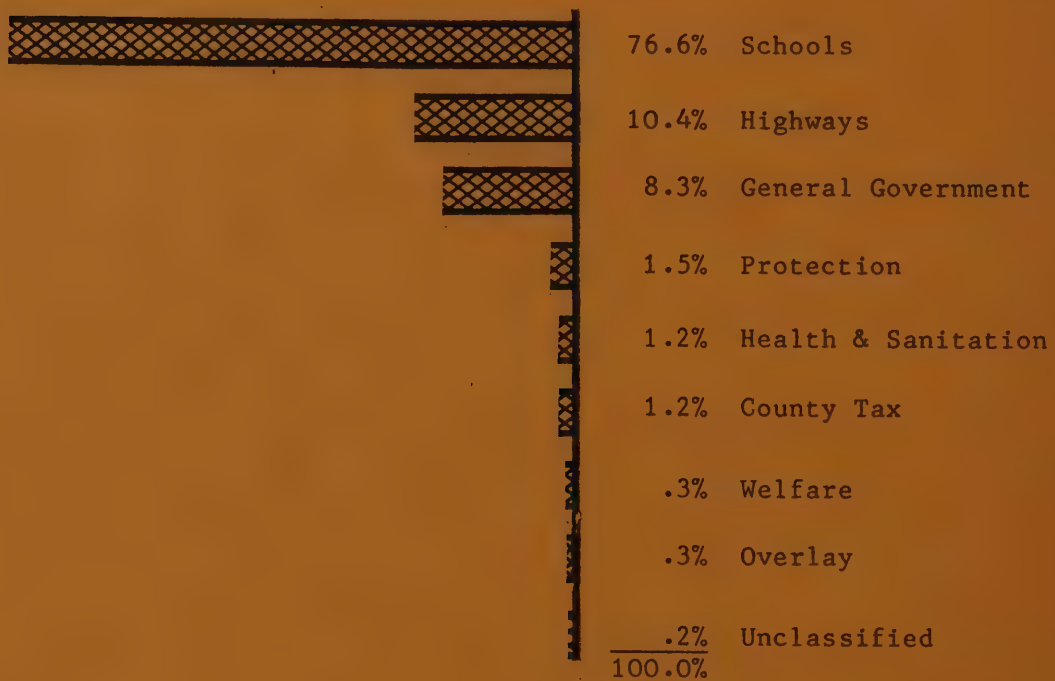 76.6% Schools
10.4% Highways
8.3% General Government
1.5% Protection
1.2% Health & Sanitation
1.2% County Tax
.3% Welfare
.3% Overlay
.2% Unclassified
100.0%